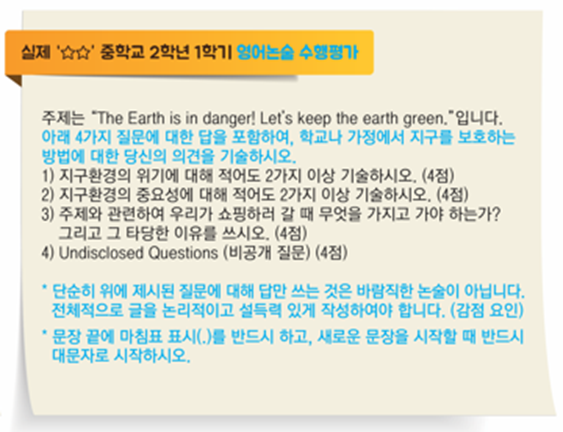 실제 '☆☆' 중학교 2학년 1학기 영어논술 수행평가
주제는 "The Earth is in danger! Let's keep the earth green."입니다.
아래 4가지 질문에 대한 답을 포함하여, 학교나 가정에서 지구를 보호하는
방법에 대한 당신의 의견을 기술하시오.
1) 지구환경의 위기에 대해 적어도 2가지 이상 기술하시오. (4점)
2) 지구환경의 중요성에 대해 적어도 2가지 이상 기술하시오. (4점)
3) 주제와 관련하여 우리가 쇼핑하러 갈 때 무엇을 가지고 가야 하는가?
그리고 그 타당한 이유를 쓰시오. (4점)
4) Undisclosed Questions (비공개 질문) (4점)
* 단순히 위에 제시된 질문에 대해 답만 쓰는 것은 바람직한 논술이 아닙니다.
전체적으로 글을 논리적이고 설득력 있게 작성하여야 합니다. (감점 요인)
* 문장 끝에 마침표 표시(.)를 반드시 하고, 새로운 문장을 시작할 때 반드시
대문자로 시작하시오.